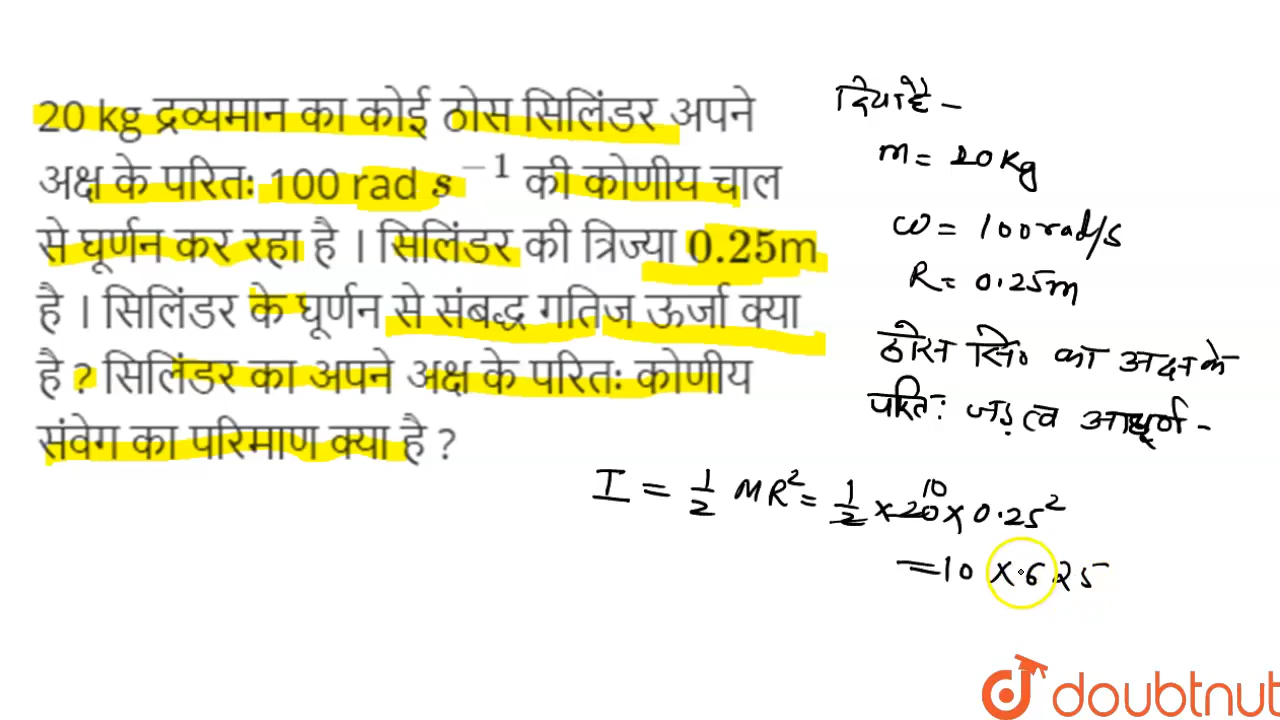 20 kg द्रव्यमान का कोई ठोस सिलिंडर अपने
अक्ष के परितः 100 rad s⁻¹ की कोणीय चाल
से घूर्णन कर रहा है । सिलिंडर की त्रिज्या 0.25m
है । सिलिंडर के घूर्णन से संबद्ध गतिज ऊर्जा क्या
है ? सिलिंडर का अपने अक्ष के परितः कोणीय
संवेग का परिमाण क्या है ?
दिया है -
m = 20 kg
ω = 100 rad/s
R = 0.25m
ठोस सि० का अक्ष के
परितः जड़त्व आघूर्ण -
I = 1/2 MR² = 1/2 × 20 10 × 0.25²
= 10 × .625
doubtnut